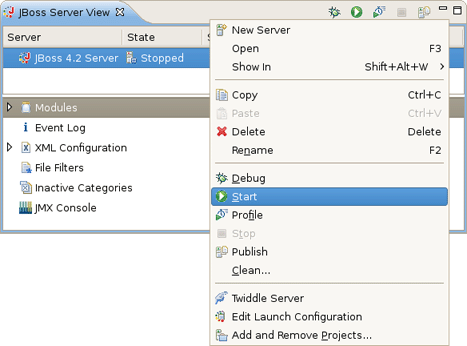 JBoss Server View
Server State S
JBoss 4.2 Server Stopped
Modules
Event Log
XML Configuration
File Filters
Inactive Categories
JMX Console
New Server
Open F3
Show In Shift+Alt+W
Copy Ctrl+C
Paste Ctrl+V
Delete Delete
Rename F2
Debug
Start
Profile
Stop
Publish
Clean...
Twiddle Server
Edit Launch Configuration
Add and Remove Projects...